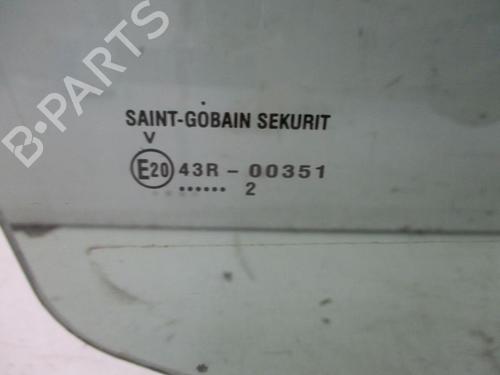 B-PARTS
SAINT-GOBAIN SEKURIT
V
E20 43R - 00351
...... 2